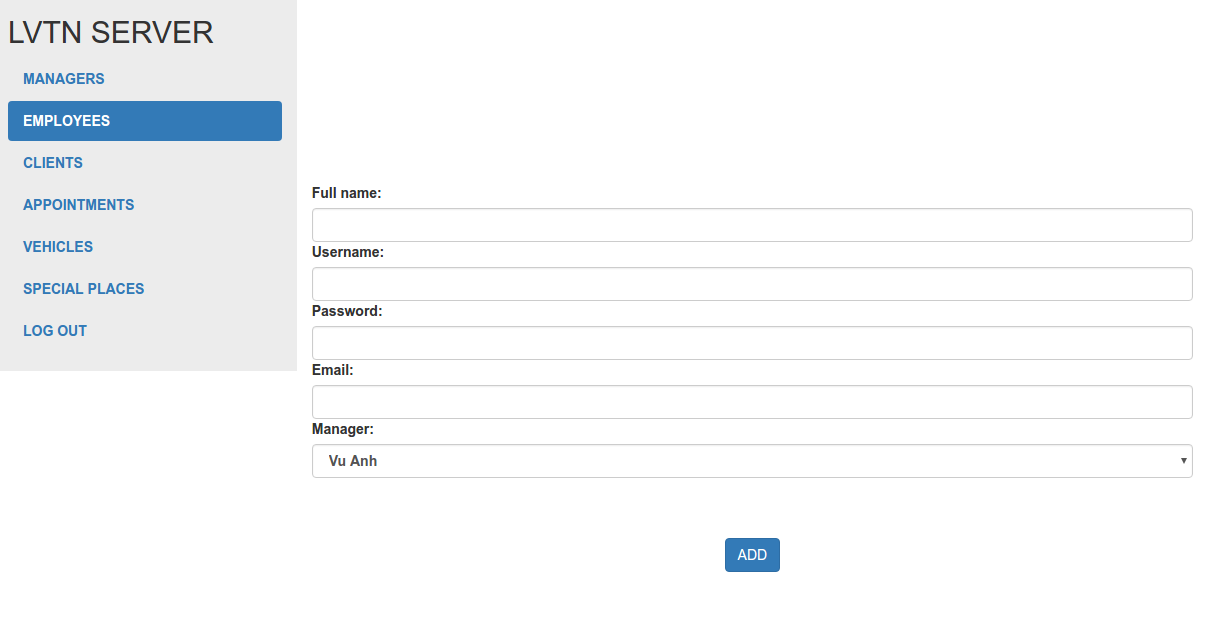 LVTN SERVER
MANAGERS
EMPLOYEES
CLIENTS
APPOINTMENTS
VEHICLES
SPECIAL PLACES
LOG OUT
Full name:
Username:
Password:
Email:
Manager:
Vu Anh
ADD